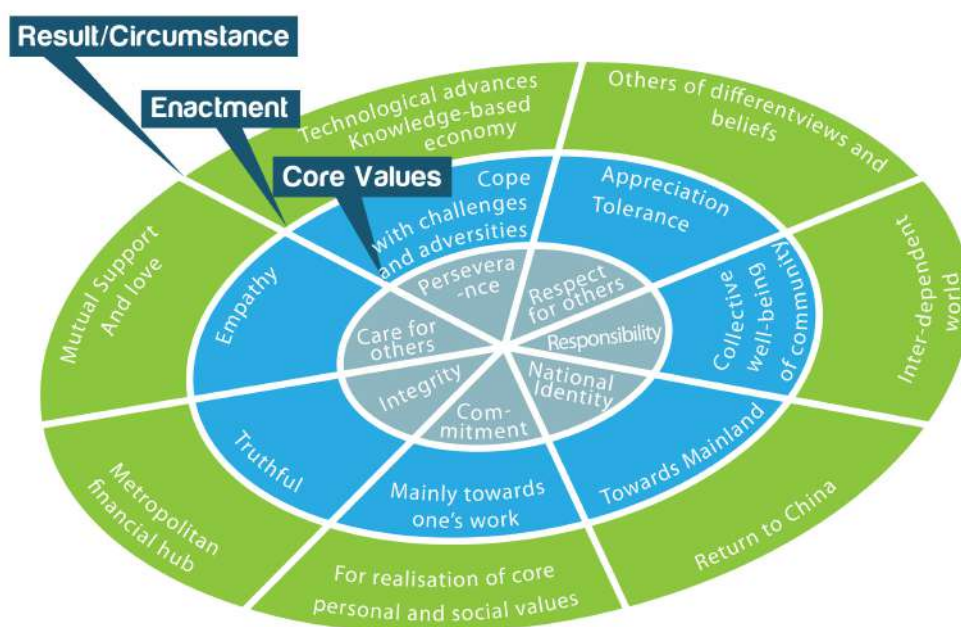 Result/Circumstance
Enactment
Core Values
Technological advances
Knowledge-based
economy
Others of differentviews and
beliefs
Cope
with challenges
and adversities
Appreciation
Tolerance
Persevera
-nce
Respect
for others
Mutual Support
And love
Empathy
Care for
others
Responsibility
Collective
well-being
of community
Inter-dependent
world
Integrity
Com-
mitment
National
Identity
Truthful
Mainly towards
one's work
Towards Mainland
Metropolitan
financial hub
For realisation of core
personal and social values
Return to China